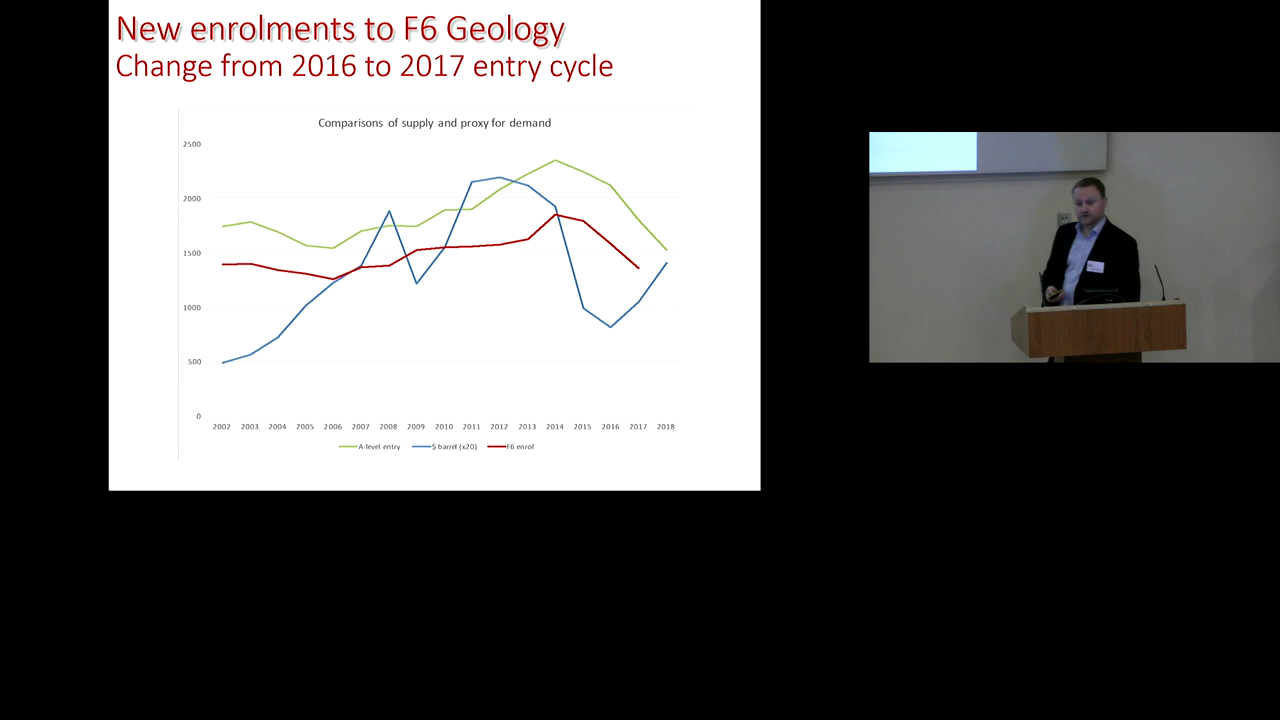 New enrolments to F6 Geology
Change from 2016 to 2017 entry cycle
Comparisons of supply and proxy for demand
2500
2000
1500
1000
500
0
2002 2003 2004 2005 2006 2007 2008 2009 2010 2011 2012 2013 2014 2015 2016 2017 2018
A-level entry $ barrel (x20) F6 enrol